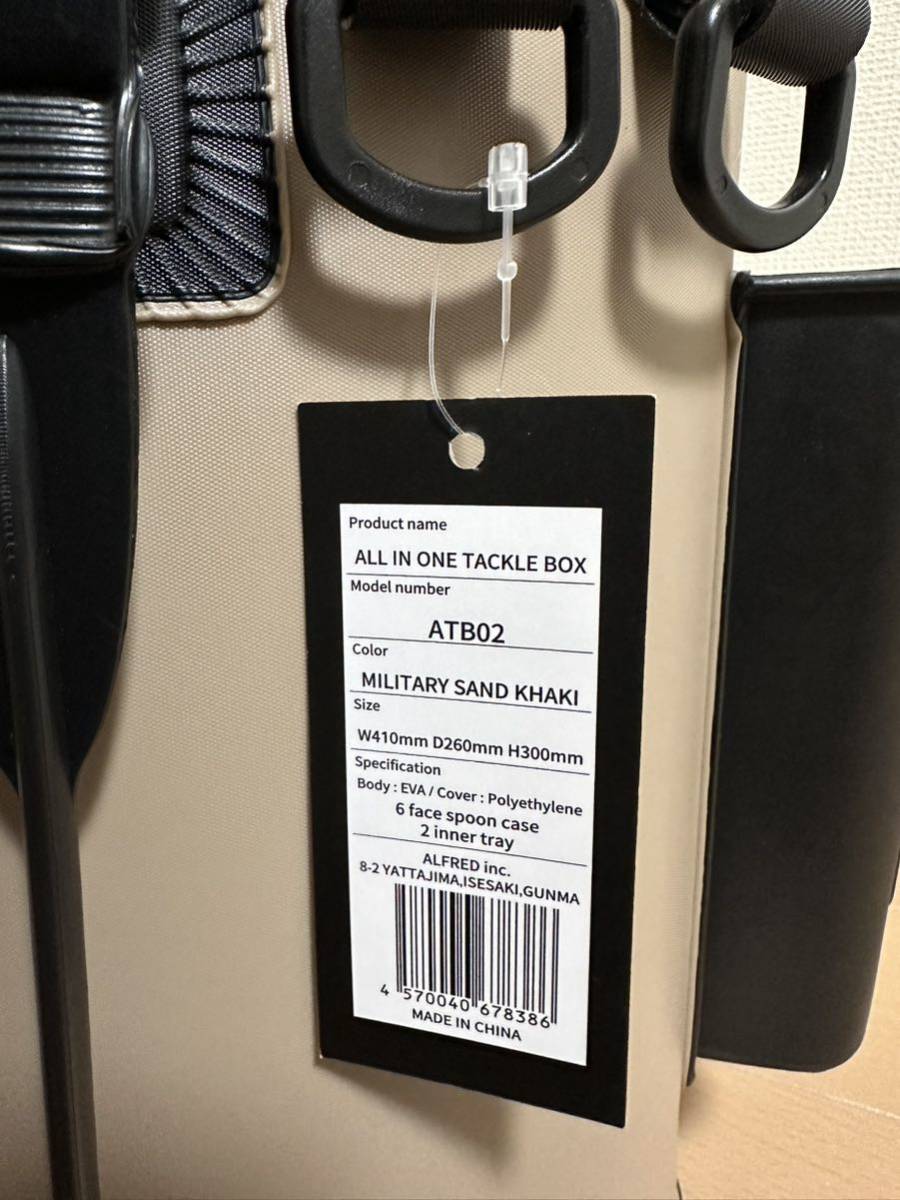 Product name
ALL IN ONE TACKLE BOX
Model number
ATB02
Color
MILITARY SAND KHAKI
Size
W410mm D260mm H300mm
Specification
Body : EVA / Cover : Polyethylene
6 face spoon case
2 inner tray
ALFRED inc.
8-2 YATTAJIMA,ISESAKI,GUNMA
4 570040 678386
MADE IN CHINA